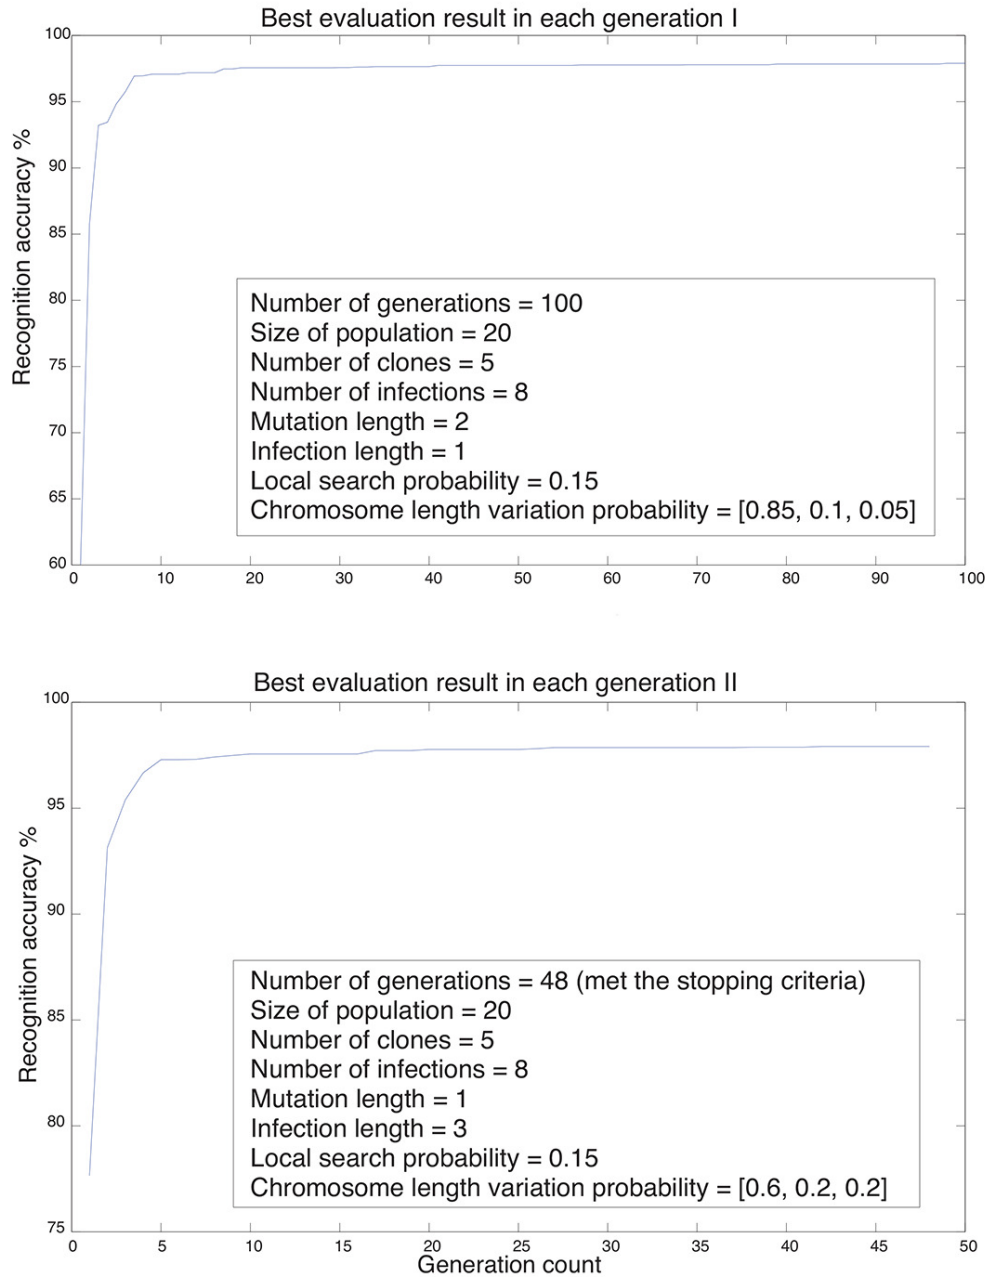 Best evaluation result in each generation I
100
95
90
85
80
75
70
65
60
Recognition accuracy %
Number of generations = 100
Size of population = 20
Number of clones = 5
Number of infections = 8
Mutation length = 2
Infection length = 1
Local search probability = 0.15
Chromosome length variation probability = [0.85, 0.1, 0.05]
0 10 20 30 40 50 60 70 80 90 100
Best evaluation result in each generation II
100
95
90
85
80
75
Recognition accuracy %
Number of generations = 48 (met the stopping criteria)
Size of population = 20
Number of clones = 5
Number of infections = 8
Mutation length = 1
Infection length = 3
Local search probability = 0.15
Chromosome length variation probability = [0.6, 0.2, 0.2]
0 5 10 15 20 25 30 35 40 45 50
Generation count